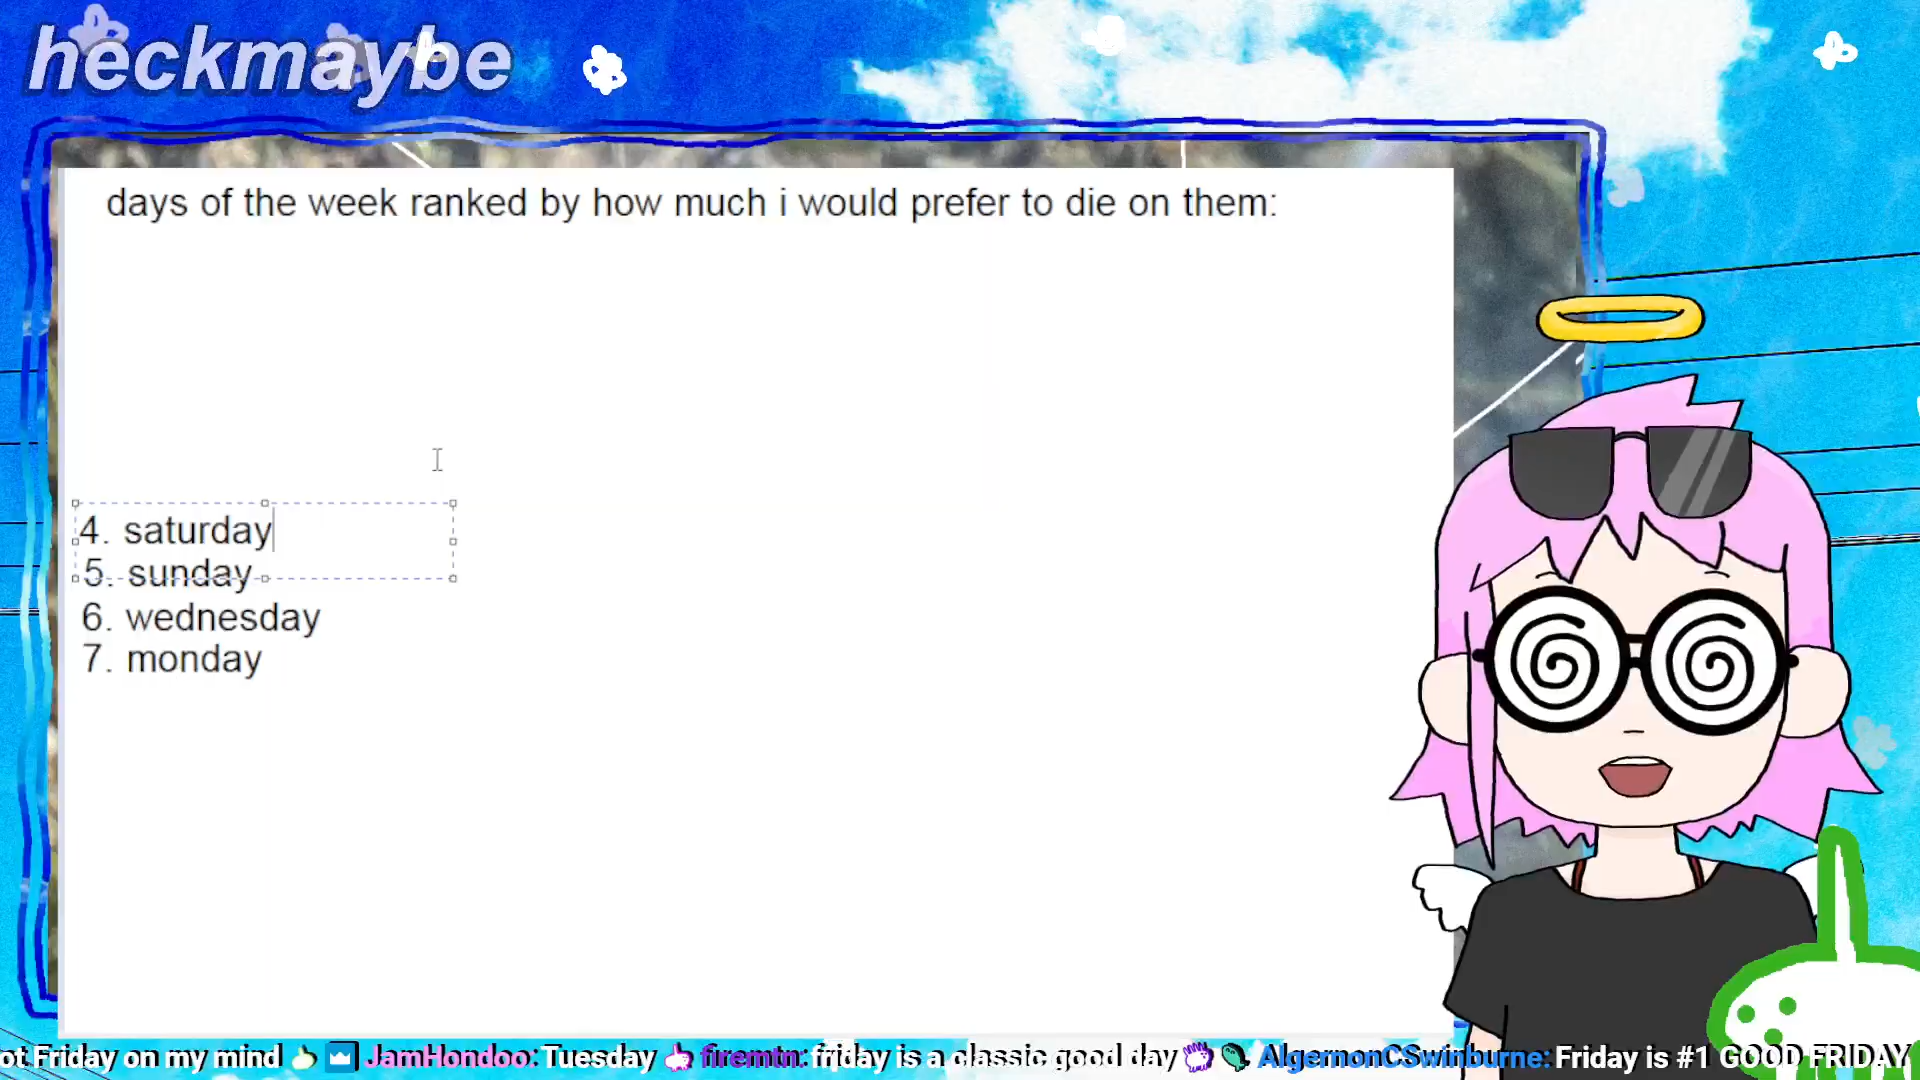 heckmaybe
days of the week ranked by how much i would prefer to die on them:
4. saturday
5. sunday
6. wednesday
7. monday
ot Friday on my mind JamHondoo: Tuesday firemtn: friday is a classic good day AlgernonCSwinburne: Friday is #1 GOOD FRIDAY